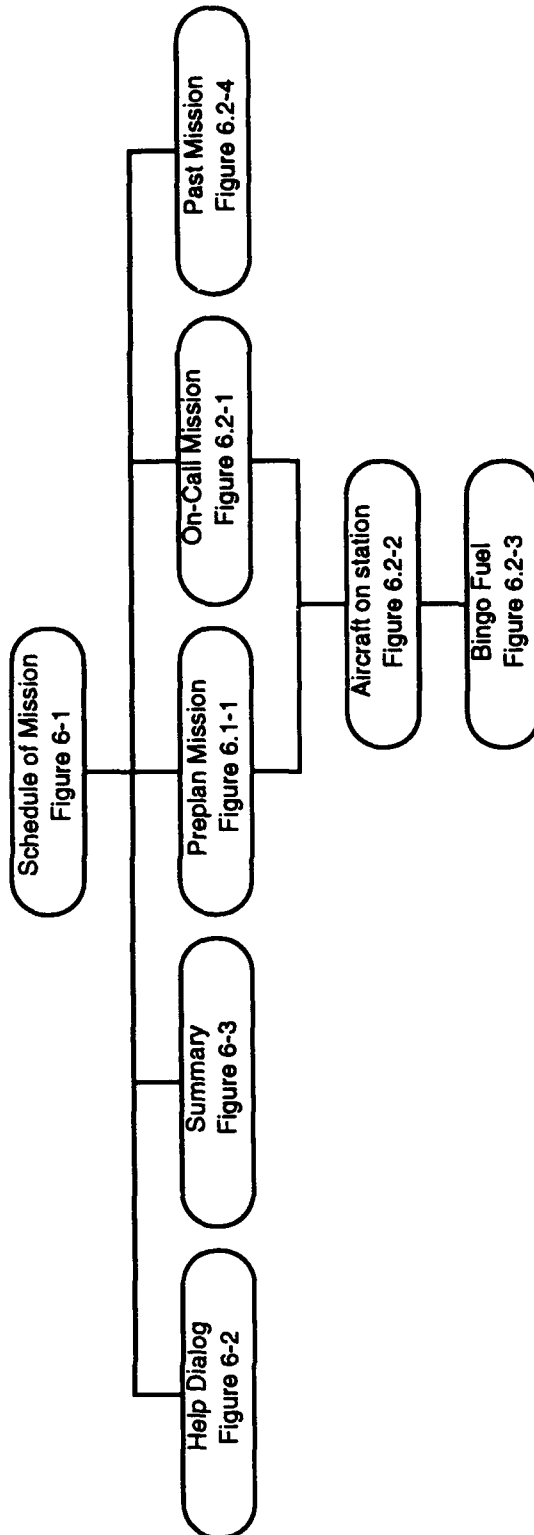 Schedule of Mission
Figure 6-1
Help Dialog
Figure 6-2
Summary
Figure 6-3
Preplan Mission
Figure 6.1-1
On-Call Mission
Figure 6.2-1
Past Mission
Figure 6.2-4
Aircraft on station
Figure 6.2-2
Bingo Fuel
Figure 6.2-3